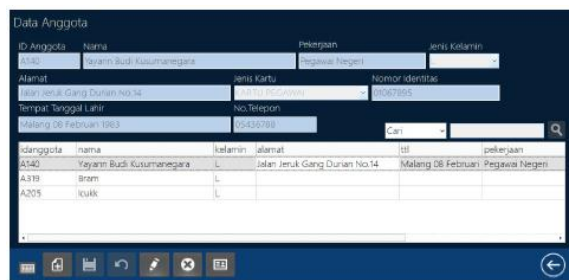 Data Anggota
ID Anggota Nama Pekerjaan Jenis Kelamin
A140 Yayann Budi Kusumanegara Pegawai Negeri L
Alamat Jenis Kartu Nomor Identitas
Jalan Jeruk Gang Durian No.14 KARTU PEGAWAI 01067895
Tempat Tanggal Lahir No.Telepon
Malang 08 Februari 1983 05436788
Cari
idanggota nama kelamin alamat ttl pekerjaan
A140 Yayann Budi Kusumanegara L Jalan Jeruk Gang Durian No.14 Malang 08 Februari Pegawai Negeri
A319 Bram L
A205 Icukk L